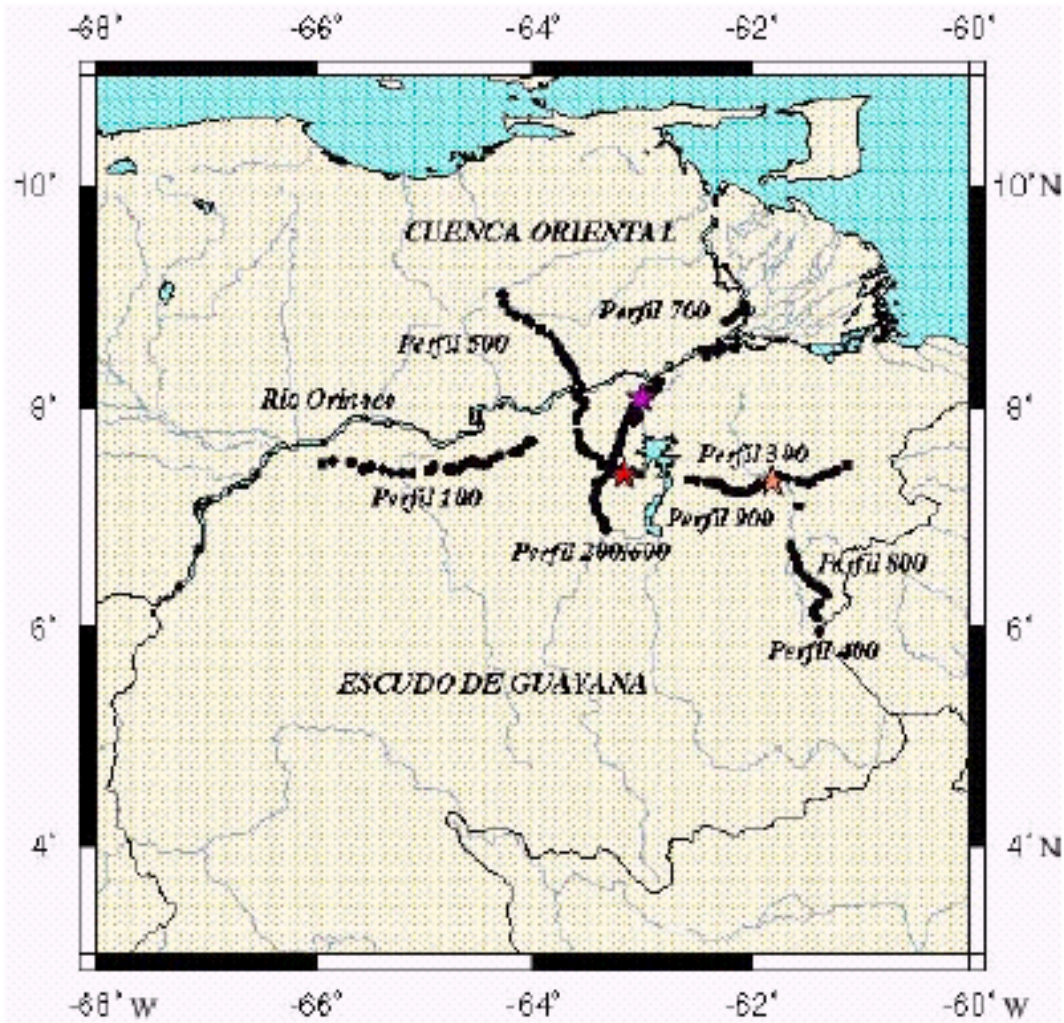 -68° -66° -64° -62° -60°
10° 10°N
CUENCA ORIENTAL
Perfil 700
Perfil 500
Río Orinoco
8° 8°
Perfil 300
Perfil 100
Perfil 900
Perfil 200/600
Perfil 800
6° 6°
Perfil 400
ESCUDO DE GUAYANA
4° 4°N
-68°W -66° -64° -62° -60°W